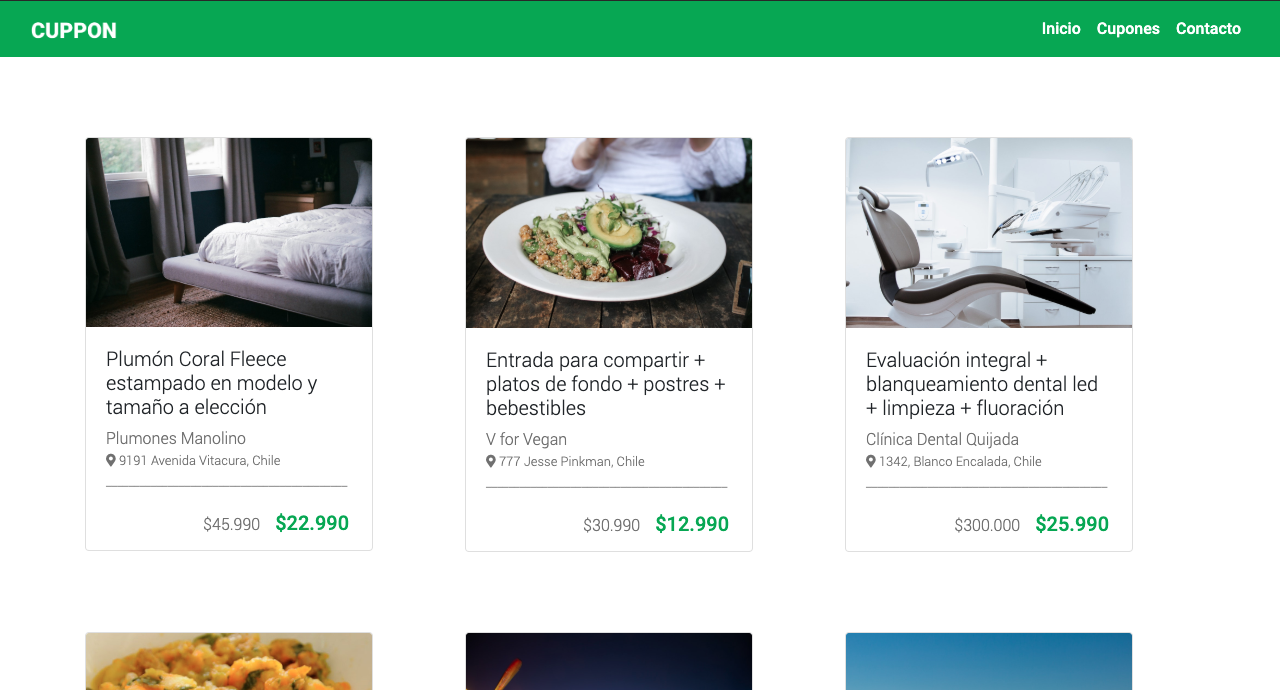 CUPPON
Inicio Cupones Contacto
Plumón Coral Fleece
estampado en modelo y
tamaño a elección
Plumones Manolino
9191 Avenida Vitacura, Chile
$45.990 $22.990
Entrada para compartir +
platos de fondo + postres +
bebestibles
V for Vegan
777 Jesse Pinkman, Chile
$30.990 $12.990
Evaluación integral +
blanqueamiento dental led
+ limpieza + fluoración
Clínica Dental Quijada
1342, Blanco Encalada, Chile
$300.000 $25.990